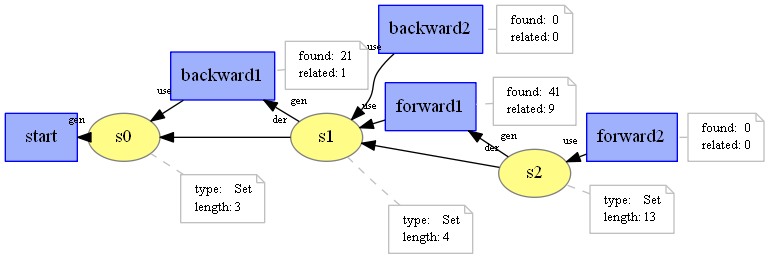 backward2
found: 0
related: 0
use
found: 21
related: 1
backward1
use
gen
found: 41
related: 9
forward1
use
start
gen
s0
der
s1
gen
der
use
forward2
found: 0
related: 0
s2
type: Set
length: 3
type: Set
length: 4
type: Set
length: 13